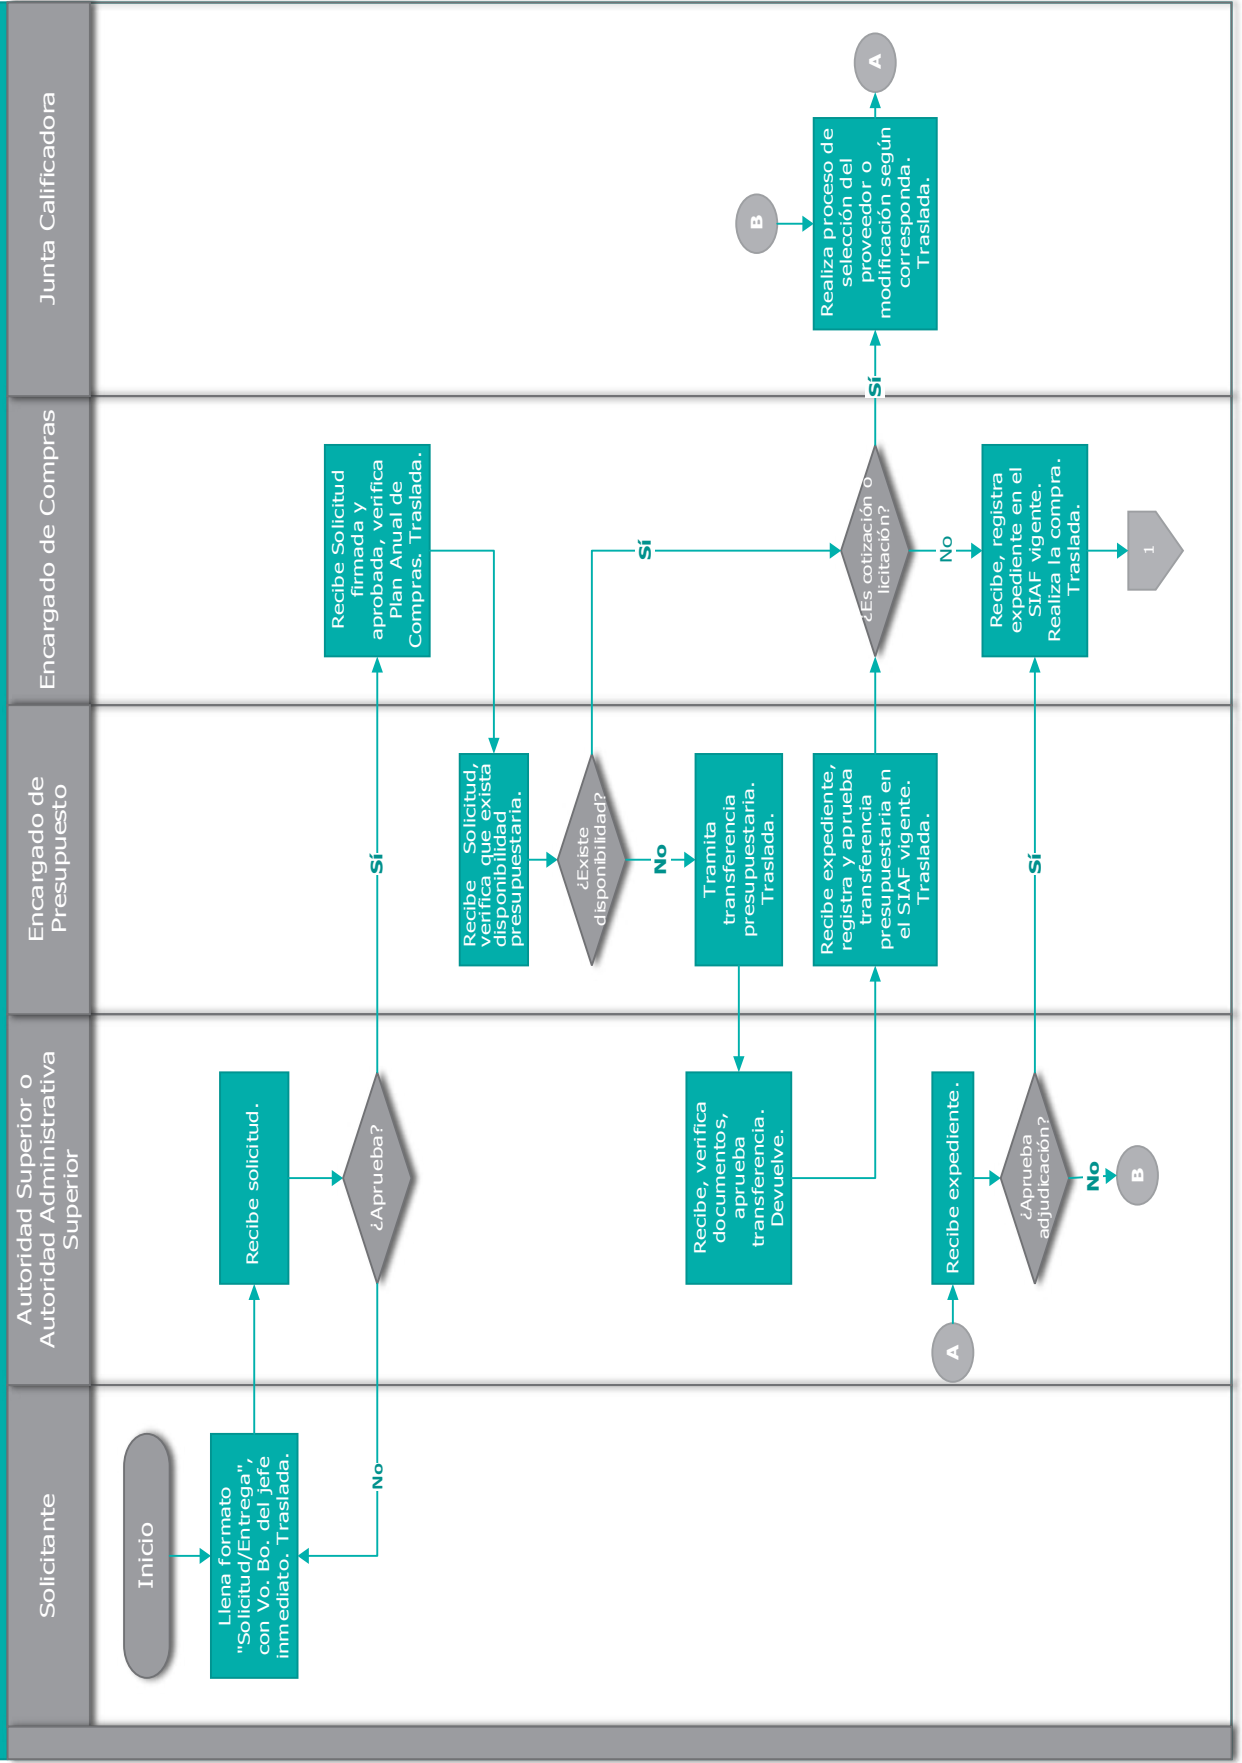 Solicitante
Autoridad Superior o
Autoridad Administrativa
Superior
Encargado de
Presupuesto
Encargado de Compras
Junta Calificadora
Inicio
Llena formato
"Solicitud/Entrega",
con Vo. Bo. del jefe
inmediato. Traslada.
Recibe solicitud.
¿Aprueba?
No
Sí
Recibe Solicitud
firmada y
aprobada, verifica
Plan Anual de
Compras. Traslada.
Recibe Solicitud,
verifica que exista
disponibilidad
presupuestaria.
¿Existe
disponibilidad?
Sí
No
Tramita
transferencia
presupuestaria.
Traslada.
Recibe, verifica
documentos,
aprueba
transferencia.
Devuelve.
Recibe expediente,
registra y aprueba
transferencia
presupuestaria en
el SIAF vigente.
Traslada.
¿Es cotización o
licitación?
Sí
No
B
Realiza proceso de
selección del
proveedor o
modificación según
corresponda.
Traslada.
A
A
Recibe expediente.
¿Aprueba
adjudicación?
Sí
No
B
Recibe, registra
expediente en el
SIAF vigente.
Realiza la compra.
Traslada.
1